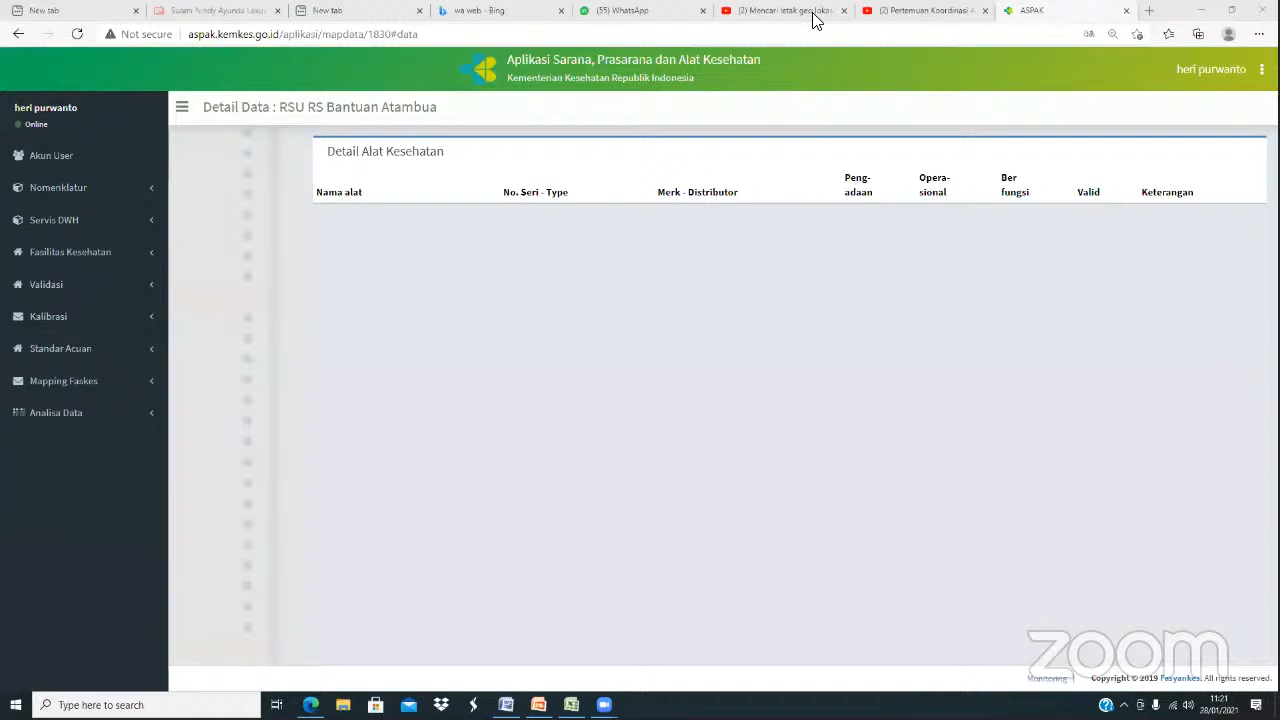 New tab
Suami Nindy Ayunda Lakuk
New tab
wa web - Bing
(55) WhatsApp
(2) Mencari letak geolokas
(2) Pertemuan Koordinasi A
ASPAK
Not secure
aspak.kemkes.go.id/aplikasi/mapdata/1830#data
Aplikasi Sarana, Prasarana dan Alat Kesehatan
Kementerian Kesehatan Republik Indonesia
heri purwanto
heri purwanto
Online
Detail Data : RSU RS Bantuan Atambua
Akun User
Nomenklatur
Servis DWH
Fasilitas Kesehatan
Validasi
Kalibrasi
Standar Acuan
Mapping Faskes
Analisa Data
Detail Alat Kesehatan
Nama alat
No. Seri - Type
Merk - Distributor
Peng-
adaan
Opera-
sional
Ber
fungsi
Valid
Keterangan
zoom
Monitoring
Copyright © 2019 Fasyankes. All rights reserved.
Type here to search
11:21
28/01/2021